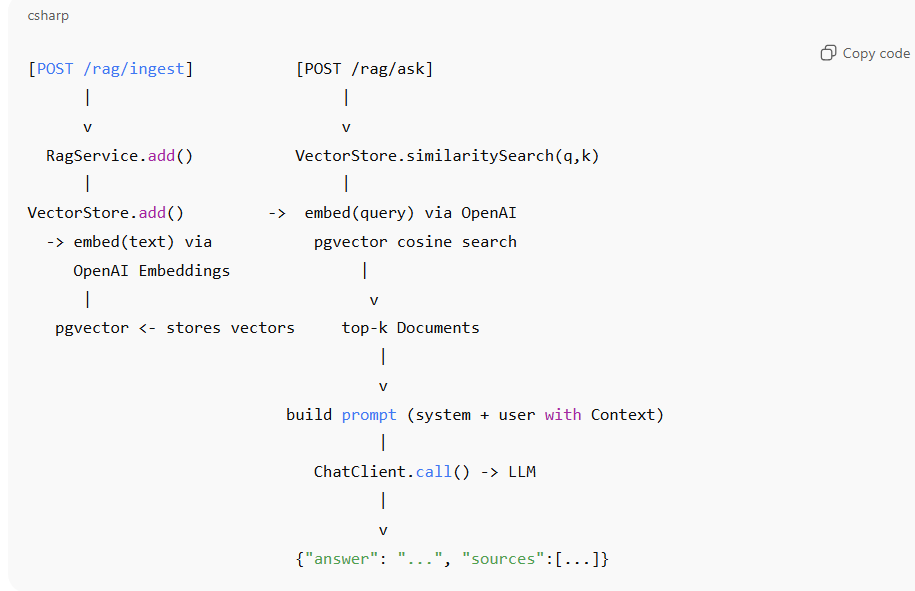 csharp
Copy code
[POST /rag/ingest]           [POST /rag/ask]
      |                            |
      v                            v
  RagService.add()           VectorStore.similaritySearch(q,k)
      |                            |
VectorStore.add()         ->  embed(query) via OpenAI
  -> embed(text) via           pgvector cosine search
     OpenAI Embeddings               |
      |                               v
   pgvector <- stores vectors     top-k Documents
                                       |
                                       v
                            build prompt (system + user with Context)
                                       |
                               ChatClient.call() -> LLM
                                       |
                                       v
                             {"answer": "...", "sources":[...]}